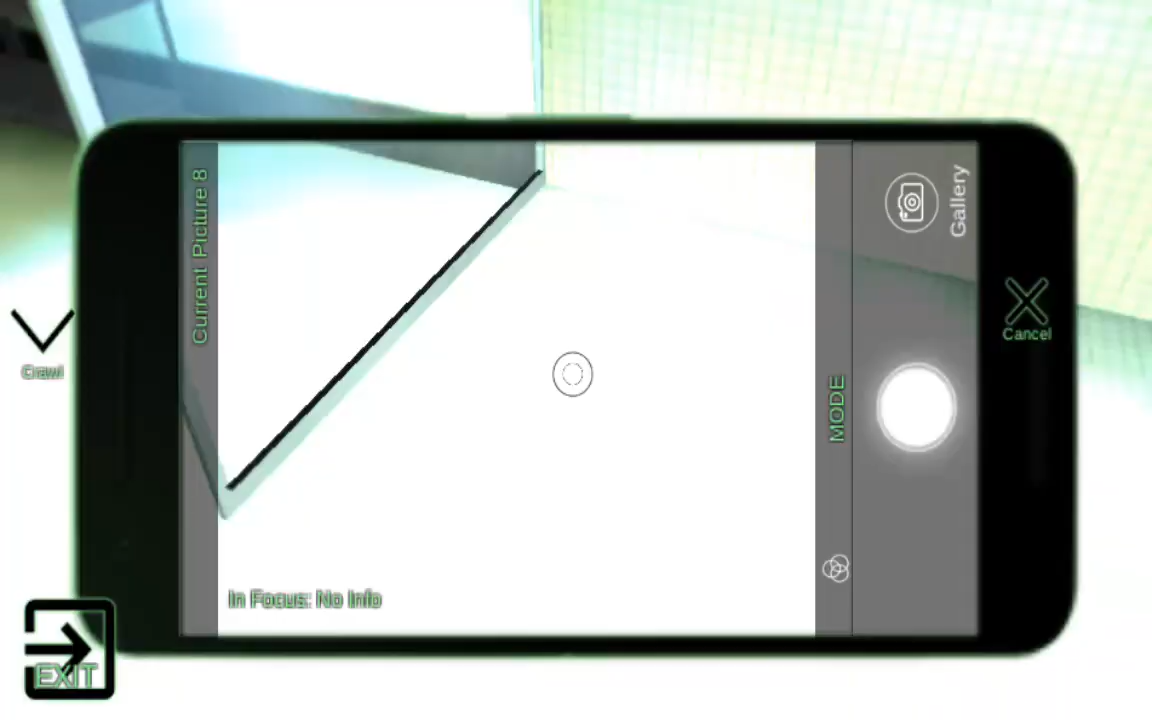 Current Picture 8
Gallery
Cancel
Crawl
MODE
In Focus: No Info
EXIT